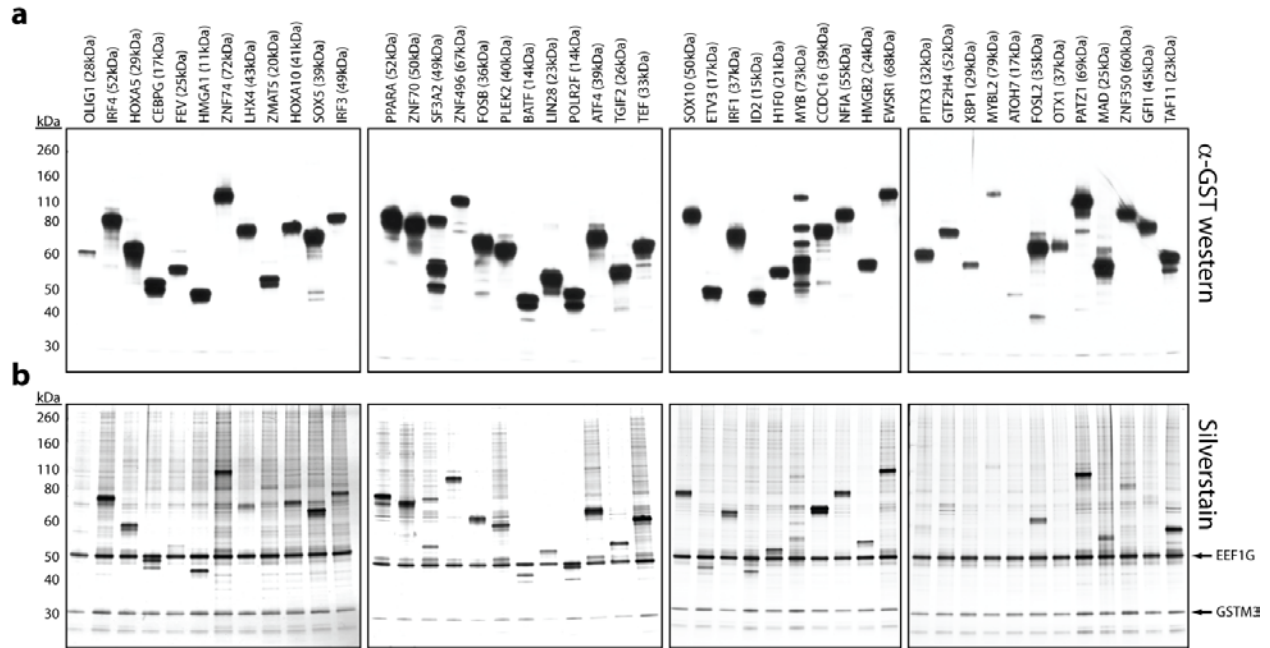 a
OLIG1 (28kDa)
IRF4 (52kDa)
HOXA5 (29kDa)
CEBPG (17kDa)
FEV (25kDa)
HMGA1 (11kDa)
ZNF74 (72kDa)
LHX4 (43kDa)
ZMAT5 (20kDa)
HOXA10 (41kDa)
SOX5 (39kDa)
IRF3 (49kDa)
PPARA (52kDa)
ZNF70 (50kDa)
SF3A2 (49kDa)
ZNF496 (67kDa)
FOSB (36kDa)
PLEK2 (40kDa)
BATF (14kDa)
LIN28 (23kDa)
POLR2F (14kDa)
ATF4 (39kDa)
TGIF2 (26kDa)
TEF (33kDa)
SOX10 (50kDa)
ETV3 (17kDa)
IRF1 (37kDa)
ID2 (15kDa)
H1F0 (21kDa)
MYB (73kDa)
CCDC16 (39kDa)
NFIA (55kDa)
HMGB2 (24kDa)
EWSR1 (68kDa)
PITX3 (32kDa)
GTF2H4 (52kDa)
XBP1 (29kDa)
MYBL2 (79kDa)
ATOH7 (17kDa)
FOSL2 (35kDa)
OTX1 (37kDa)
PATZ1 (69kDa)
MAD (25kDa)
ZNF350 (60kDa)
GFI1 (45kDa)
TAF11 (23kDa)
kDa
260
160
110
80
60
50
40
30
α-GST western
b
kDa
260
160
110
80
60
50
40
30
Silverstain
EEF1G
GSTM3